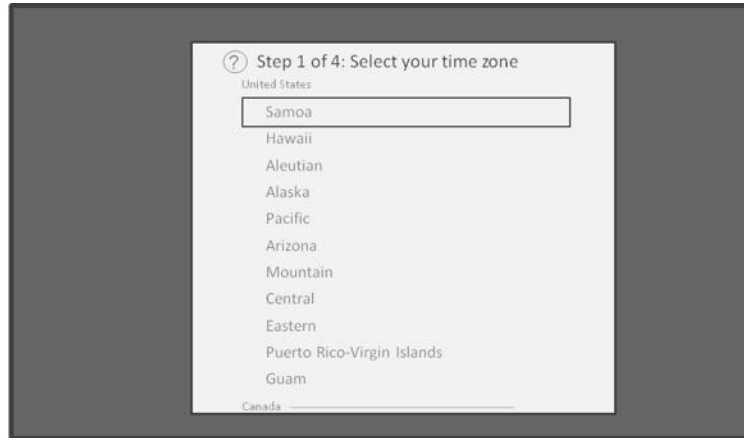 ? Step 1 of 4: Select your time zone
United States
Samoa
Hawaii
Aleutian
Alaska
Pacific
Arizona
Mountain
Central
Eastern
Puerto Rico-Virgin Islands
Guam
Canada